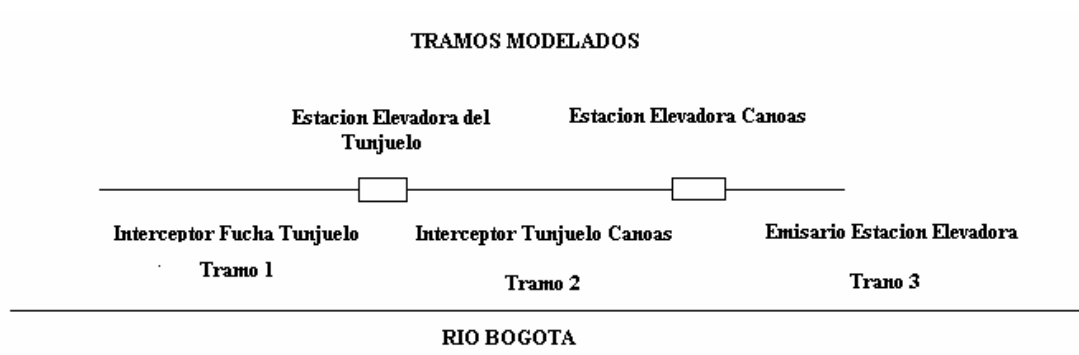 TRAMOS MODELADOS
Estacion Elevadora del
Tunjuelo
Estacion Elevadora Canoas
Interceptor Fucha Tunjuelo
Tramo 1
Interceptor Tunjuelo Canoas
Tramo 2
Emisario Estacion Elevadora
Trano 3
RIO BOGOTA